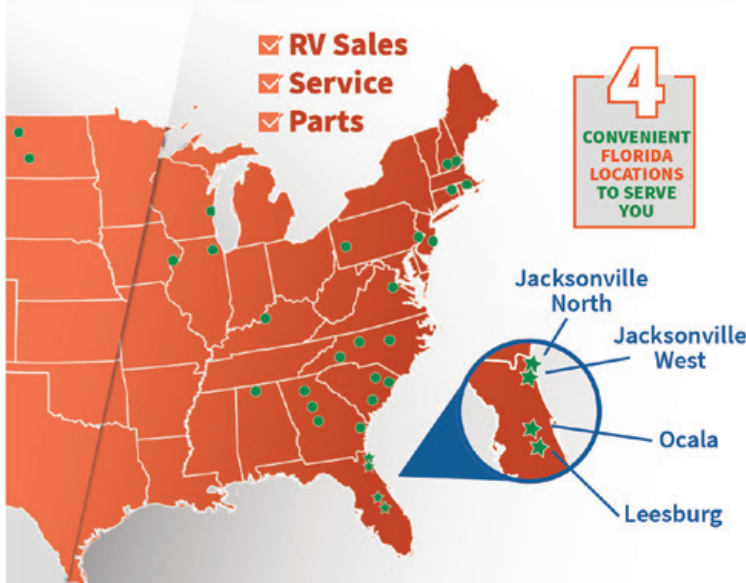 RV Sales
Service
Parts
4
CONVENIENT
FLORIDA
LOCATIONS
TO SERVE
YOU
Jacksonville
North
Jacksonville
West
Ocala
Leesburg